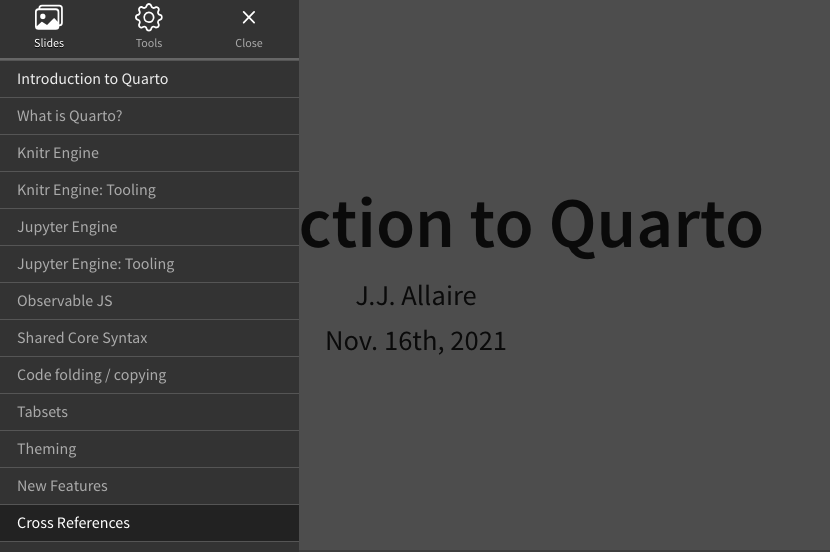 Slides
Tools
Close
Introduction to Quarto
What is Quarto?
Knitr Engine
Knitr Engine: Tooling
Jupyter Engine
Jupyter Engine: Tooling
Observable JS
Shared Core Syntax
Code folding / copying
Tabsets
Theming
New Features
Cross References
ction to Quarto
J.J. Allaire
Nov. 16th, 2021